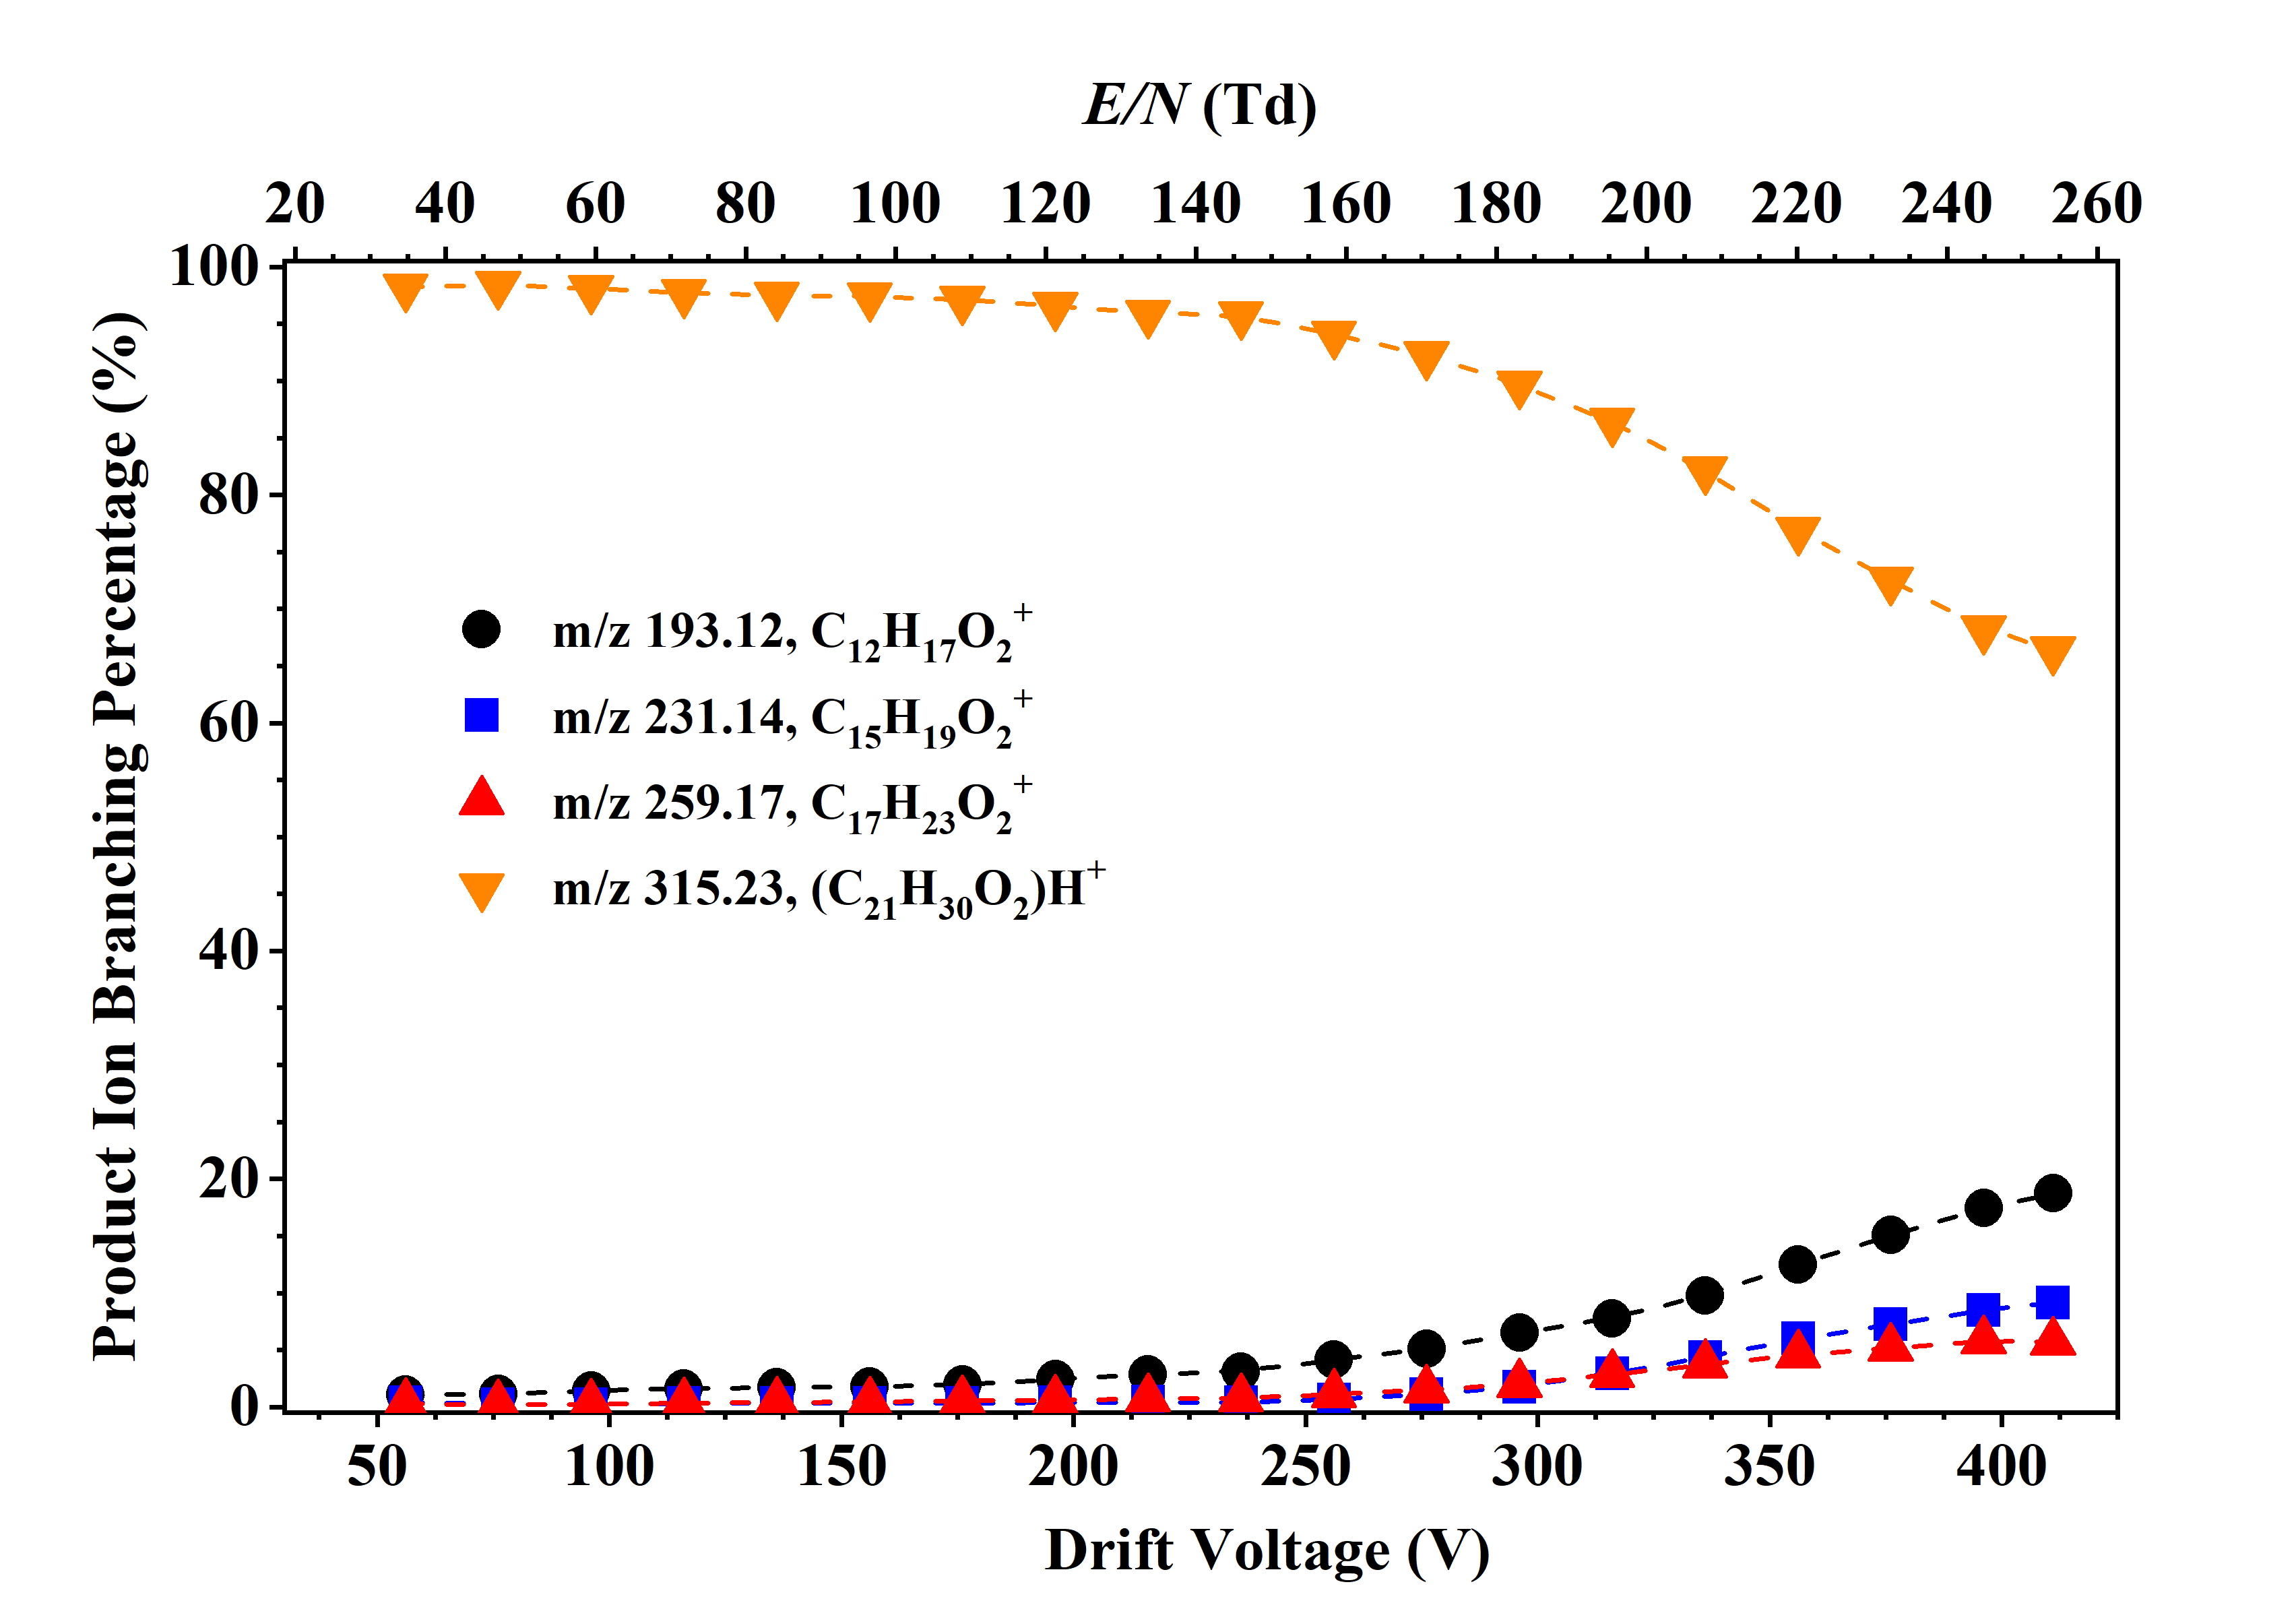 E/N (Td)
20 40 60 80 100 120 140 160 180 200 220 240 260
100
80
60
40
20
0
Product Ion Branching Percentage (%)
m/z 193.12, C₁₂H₁₇O₂⁺
m/z 231.14, C₁₅H₁₉O₂⁺
m/z 259.17, C₁₇H₂₃O₂⁺
m/z 315.23, (C₂₁H₃₀O₂)H⁺
50 100 150 200 250 300 350 400
Drift Voltage (V)